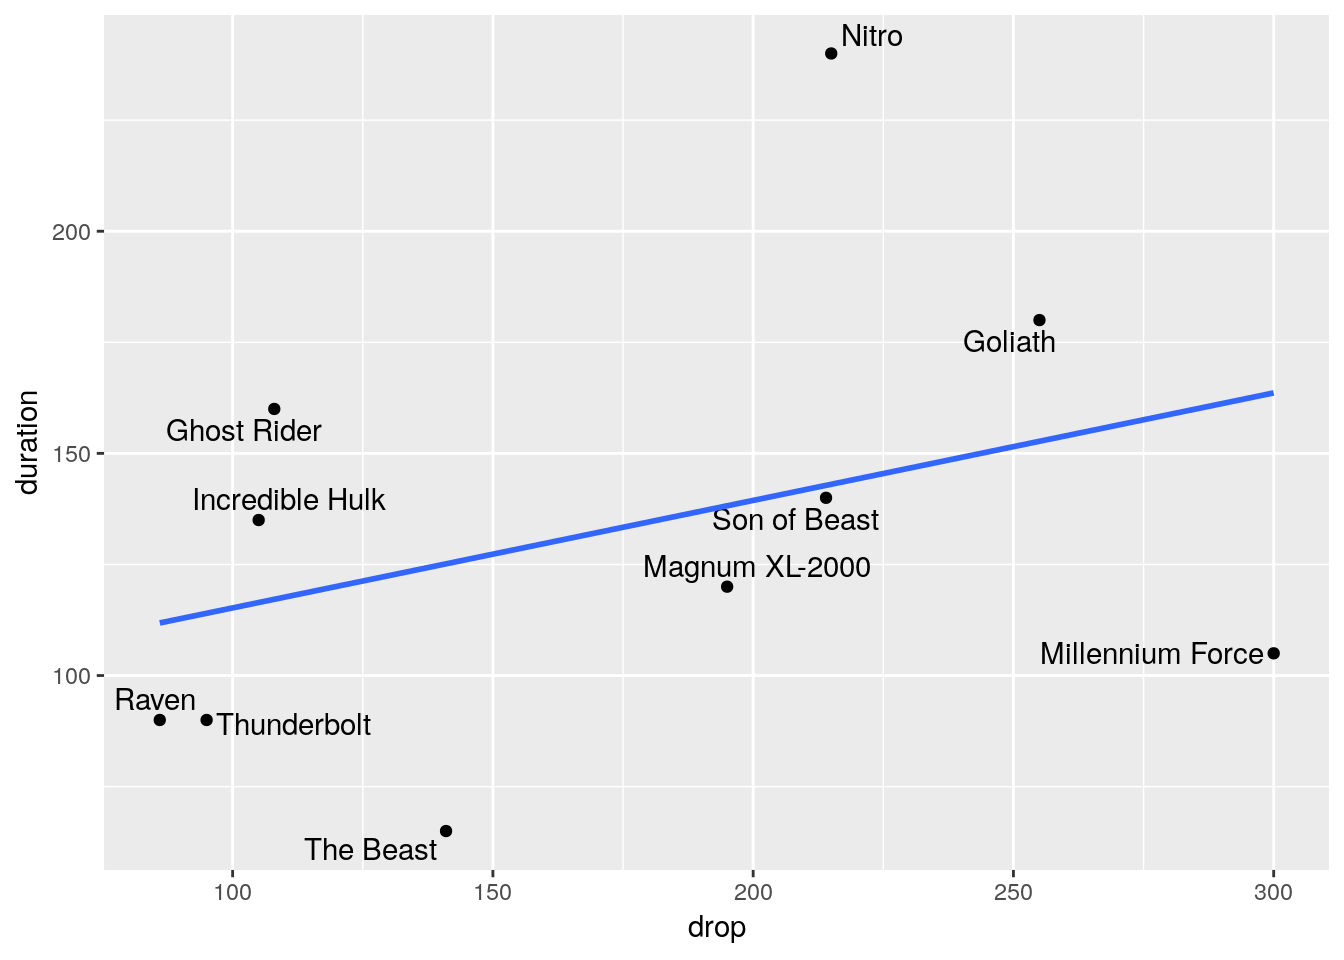 Nitro
200
Goliath
Ghost Rider
150
Incredible Hulk
Son of Beast
Magnum XL-2000
Millennium Force
100
Raven
Thunderbolt
The Beast
100 150 200 250 300
drop
duration